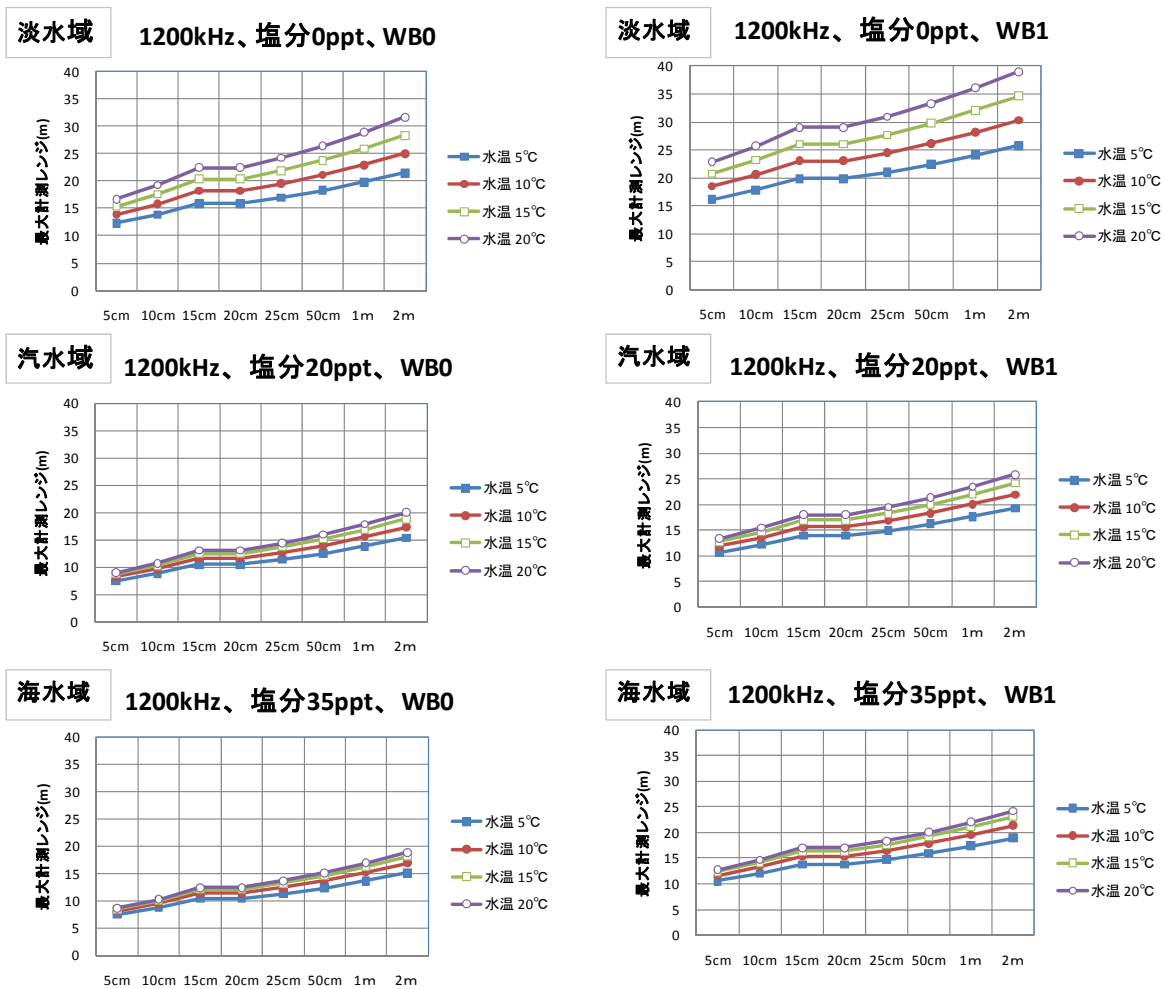 淡水域
1200kHz、塩分0ppt、WB0
最大計測レンジ(m)
40
35
30
25
20
15
10
5
0
5cm 10cm 15cm 20cm 25cm 50cm 1m 2m
水温 5℃
水温 10℃
水温 15℃
水温 20℃
淡水域
1200kHz、塩分0ppt、WB1
最大計測レンジ(m)
40
35
30
25
20
15
10
5
0
5cm 10cm 15cm 20cm 25cm 50cm 1m 2m
水温 5℃
水温 10℃
水温 15℃
水温 20℃
汽水域
1200kHz、塩分20ppt、WB0
最大計測レンジ(m)
40
35
30
25
20
15
10
5
0
5cm 10cm 15cm 20cm 25cm 50cm 1m 2m
水温 5℃
水温 10℃
水温 15℃
水温 20℃
汽水域
1200kHz、塩分20ppt、WB1
最大計測レンジ(m)
40
35
30
25
20
15
10
5
0
5cm 10cm 15cm 20cm 25cm 50cm 1m 2m
水温 5℃
水温 10℃
水温 15℃
水温 20℃
海水域
1200kHz、塩分35ppt、WB0
最大計測レンジ(m)
40
35
30
25
20
15
10
5
0
5cm 10cm 15cm 20cm 25cm 50cm 1m 2m
水温 5℃
水温 10℃
水温 15℃
水温 20℃
海水域
1200kHz、塩分35ppt、WB1
最大計測レンジ(m)
40
35
30
25
20
15
10
5
0
5cm 10cm 15cm 20cm 25cm 50cm 1m 2m
水温 5℃
水温 10℃
水温 15℃
水温 20℃